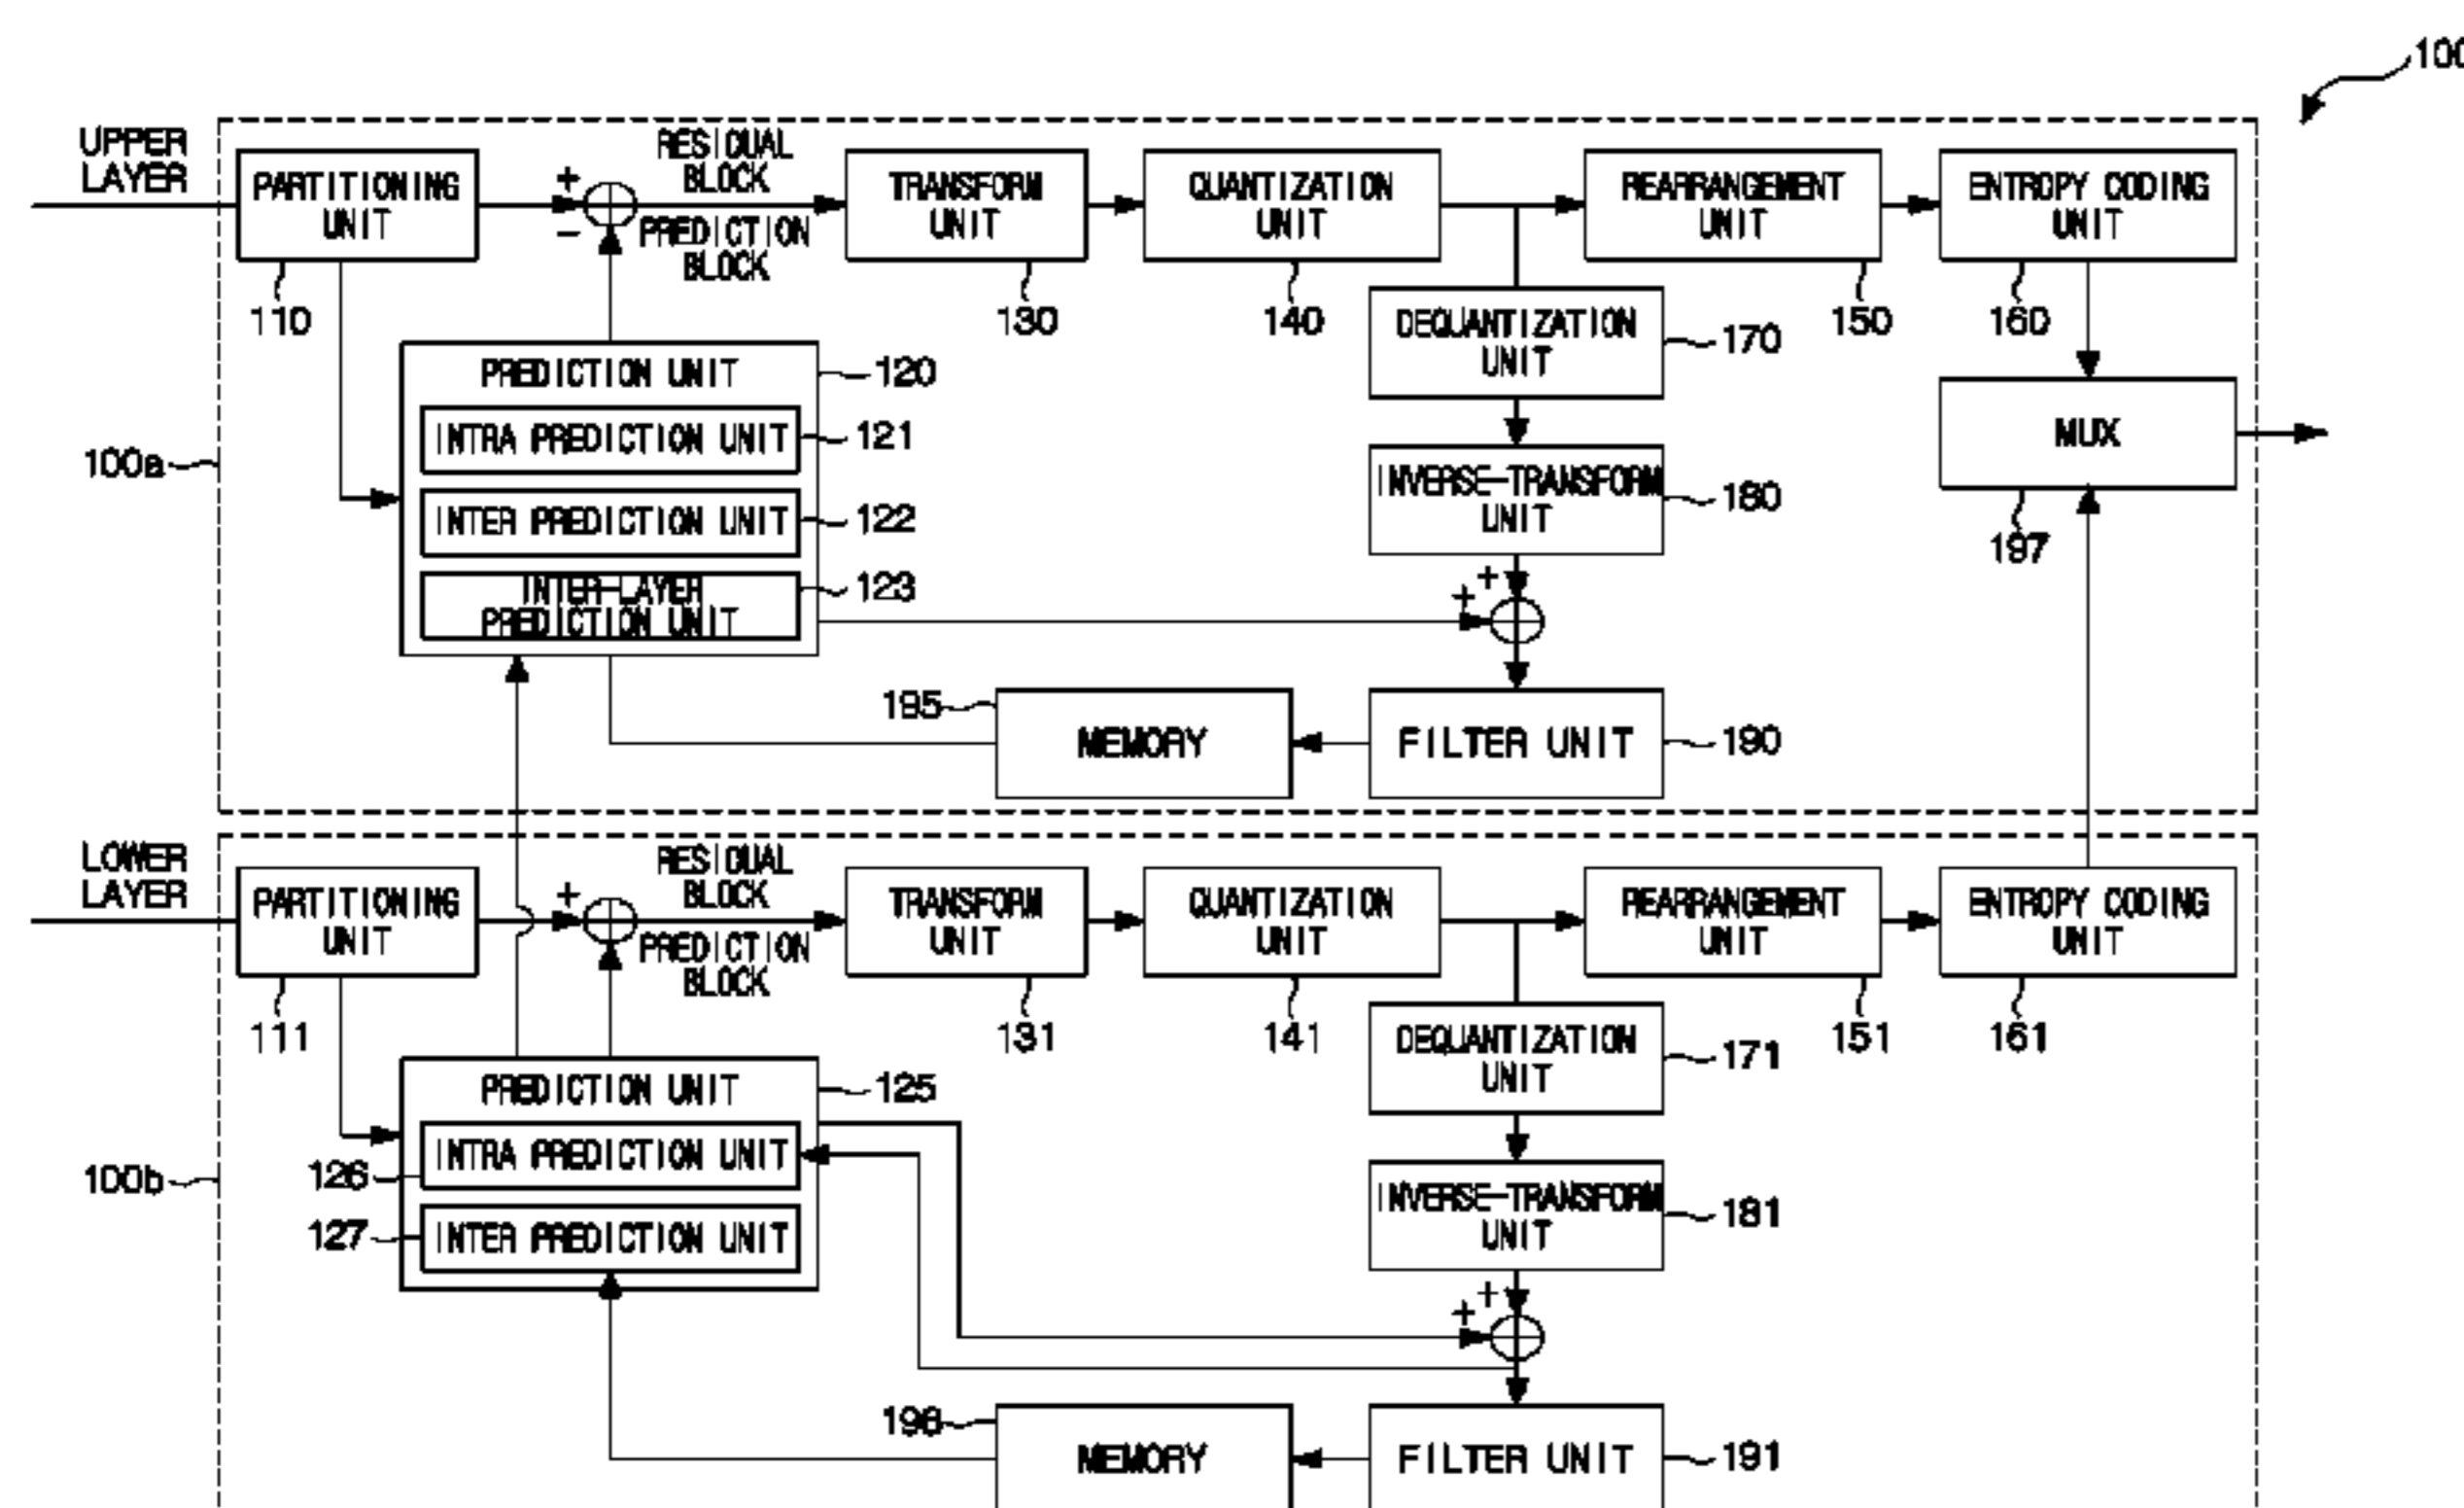 100
UPPER
LAYER
PARTITIONING
UNIT
+
−
RESIDUAL
BLOCK
PREDICTION
BLOCK
TRANSFORM
UNIT
QUANTIZATION
UNIT
REARRANGEMENT
UNIT
ENTROPY CODING
UNIT
110
130
140
150
160
DEQUANTIZATION
UNIT
170
PREDICTION UNIT
120
INTRA PREDICTION UNIT
121
INTER PREDICTION UNIT
122
INTER-LAYER
PREDICTION UNIT
123
100a
MUX
197
INVERSE-TRANSFORM
UNIT
180
+
+
195
MEMORY
FILTER UNIT
190
LOWER
LAYER
PARTITIONING
UNIT
+
RESIDUAL
BLOCK
PREDICTION
BLOCK
TRANSFORM
UNIT
QUANTIZATION
UNIT
REARRANGEMENT
UNIT
ENTROPY CODING
UNIT
111
131
141
151
161
DEQUANTIZATION
UNIT
171
PREDICTION UNIT
125
INTRA PREDICTION UNIT
126
INTER PREDICTION UNIT
127
100b
INVERSE-TRANSFORM
UNIT
181
+
+
196
MEMORY
FILTER UNIT
191